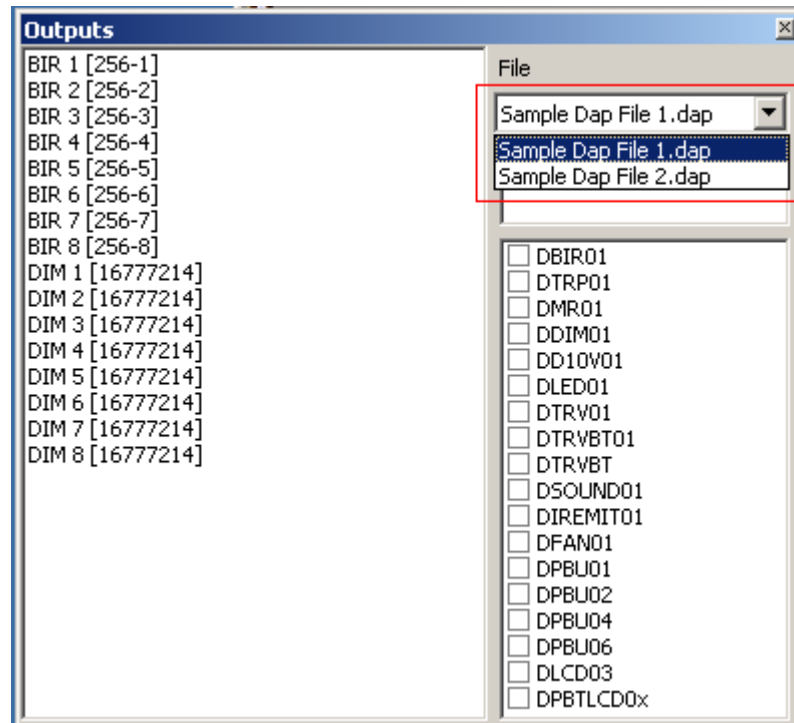 Outputs
BIR 1 [256-1]
BIR 2 [256-2]
BIR 3 [256-3]
BIR 4 [256-4]
BIR 5 [256-5]
BIR 6 [256-6]
BIR 7 [256-7]
BIR 8 [256-8]
DIM 1 [16777214]
DIM 2 [16777214]
DIM 3 [16777214]
DIM 4 [16777214]
DIM 5 [16777214]
DIM 6 [16777214]
DIM 7 [16777214]
DIM 8 [16777214]
File
Sample Dap File 1.dap
Sample Dap File 1.dap
Sample Dap File 2.dap
DBIR01
DTRP01
DMR01
DDIM01
DD10V01
DLED01
DTRV01
DTRVBT01
DTRVBT
DSOUND01
DIREMIT01
DFAN01
DPBU01
DPBU02
DPBU04
DPBU06
DLCD03
DPBTLCD0x